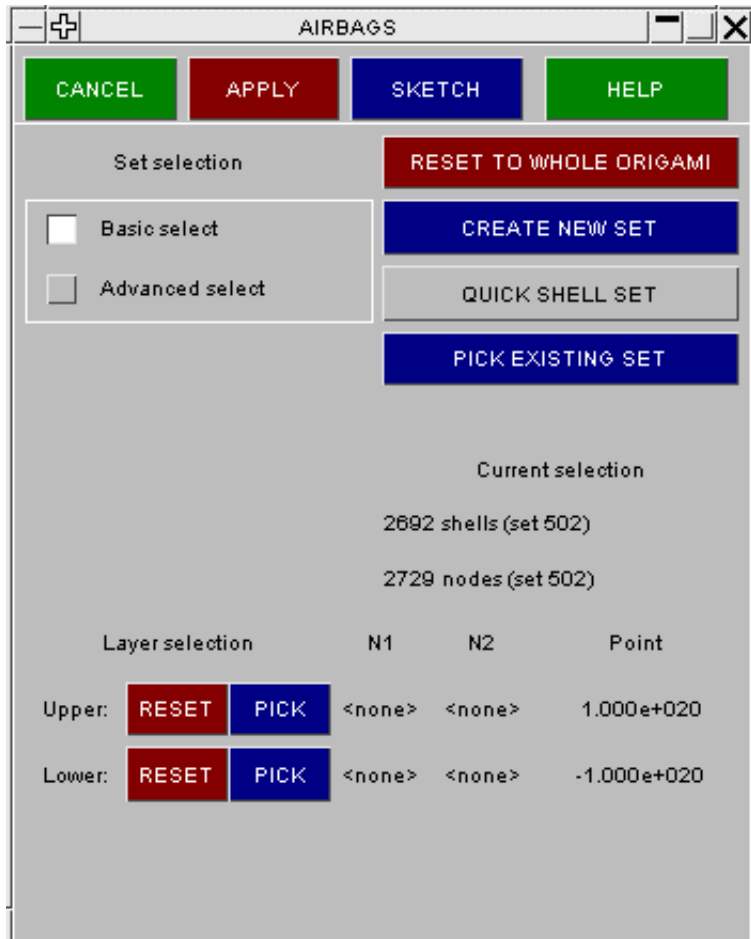 AIRBAGS
CANCEL APPLY SKETCH HELP
Set selection RESET TO WHOLE ORIGAMI
Basic select CREATE NEW SET
Advanced select QUICK SHELL SET
PICK EXISTING SET
Current selection
2692 shells (set 502)
2729 nodes (set 502)
Layer selection N1 N2 Point
Upper: RESET PICK <none> <none> 1.000e+020
Lower: RESET PICK <none> <none> -1.000e+020